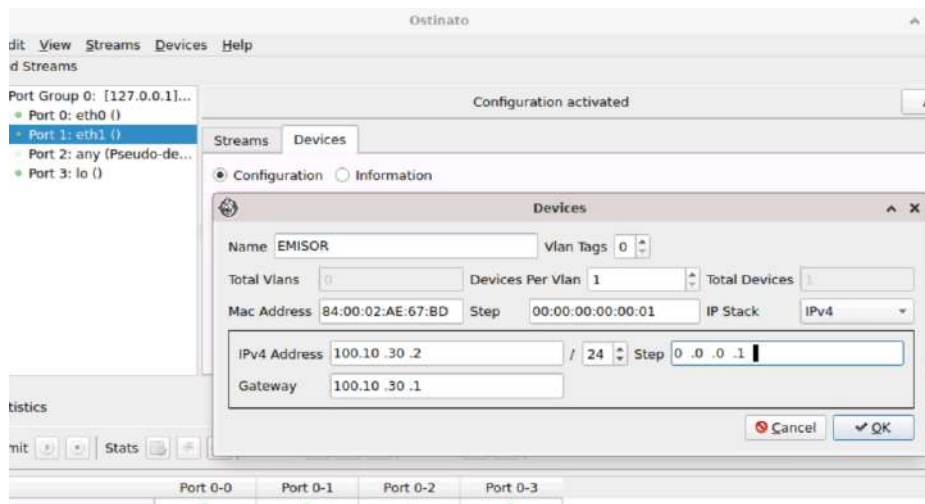 Ostinato
dit View Streams Devices Help
d Streams
Port Group 0: [127.0.0.1]...
Port 0: eth0 ()
Port 1: eth1 ()
Port 2: any (Pseudo-de...
Port 3: lo ()
Configuration activated
Streams Devices
Configuration Information
Devices
Name EMISOR Vlan Tags 0
Total Vlans 0 Devices Per Vlan 1 Total Devices 1
Mac Address 84:00:02:AE:67:BD Step 00:00:00:00:00:01 IP Stack IPv4
IPv4 Address 100.10 .30 .2 / 24 Step 0 .0 .0 .1
Gateway 100.10 .30 .1
Cancel OK
tistics
mit Stats
Port 0-0 Port 0-1 Port 0-2 Port 0-3